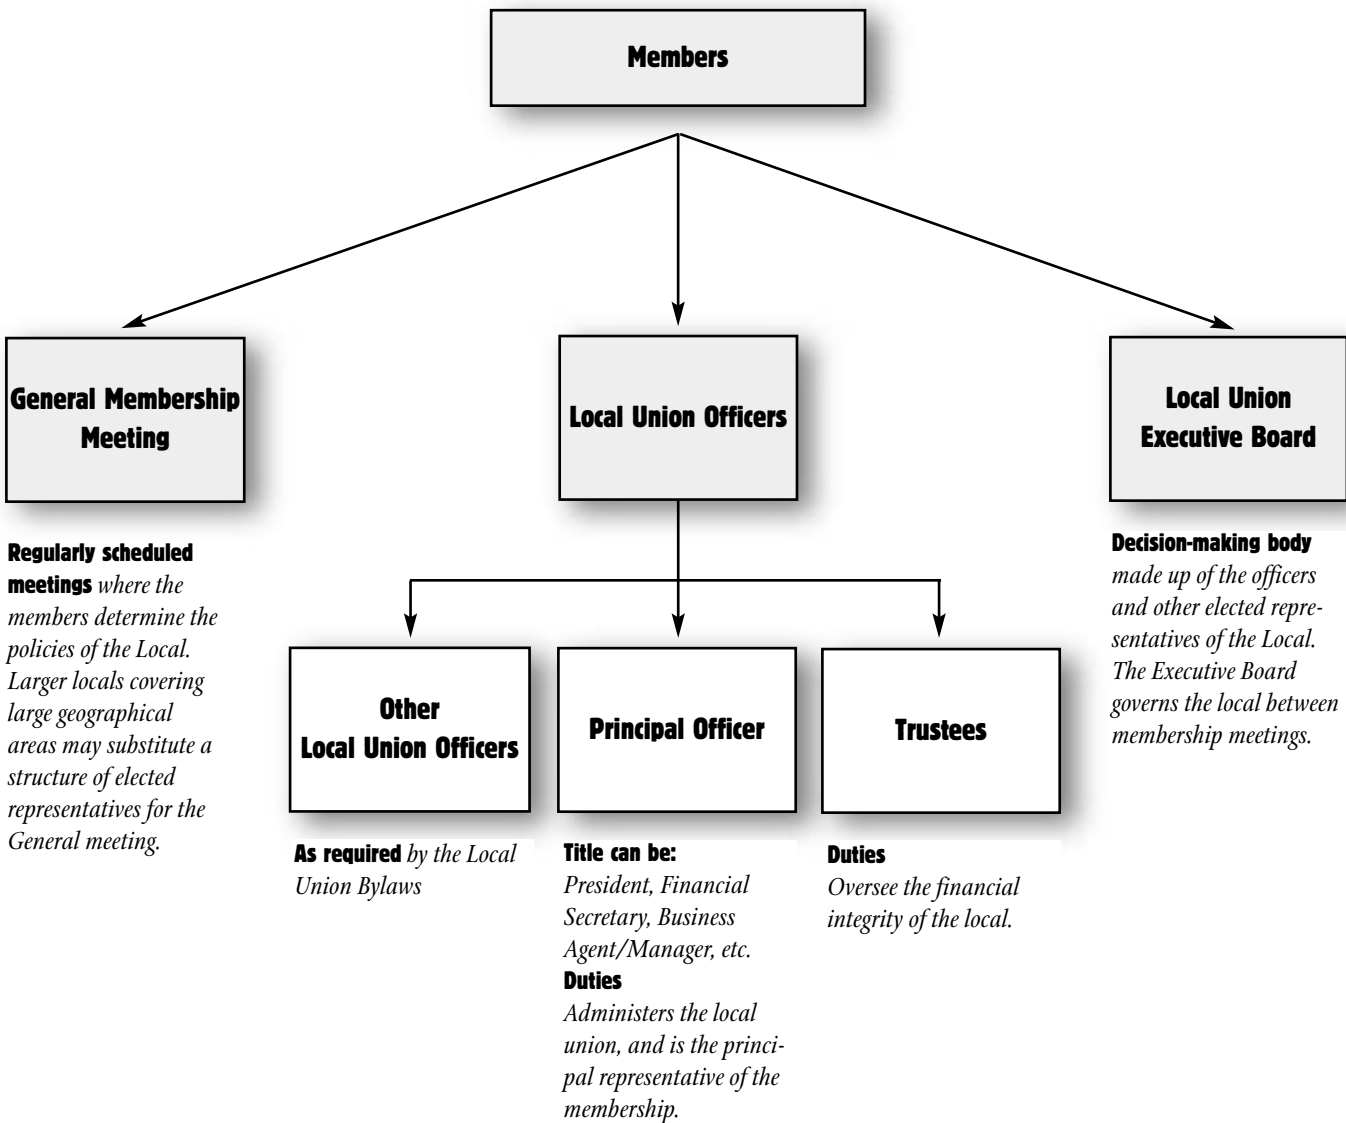 Members
General Membership
Meeting
Regularly scheduled
meetings where the
members determine the
policies of the Local.
Larger locals covering
large geographical
areas may substitute a
structure of elected
representatives for the
General meeting.
Local Union Officers
Other
Local Union Officers
As required by the Local
Union Bylaws
Principal Officer
Title can be:
President, Financial
Secretary, Business
Agent/Manager, etc.
Duties
Administers the local
union, and is the princi-
pal representative of the
membership.
Trustees
Duties
Oversee the financial
integrity of the local.
Local Union
Executive Board
Decision-making body
made up of the officers
and other elected repre-
sentatives of the Local.
The Executive Board
governs the local between
membership meetings.